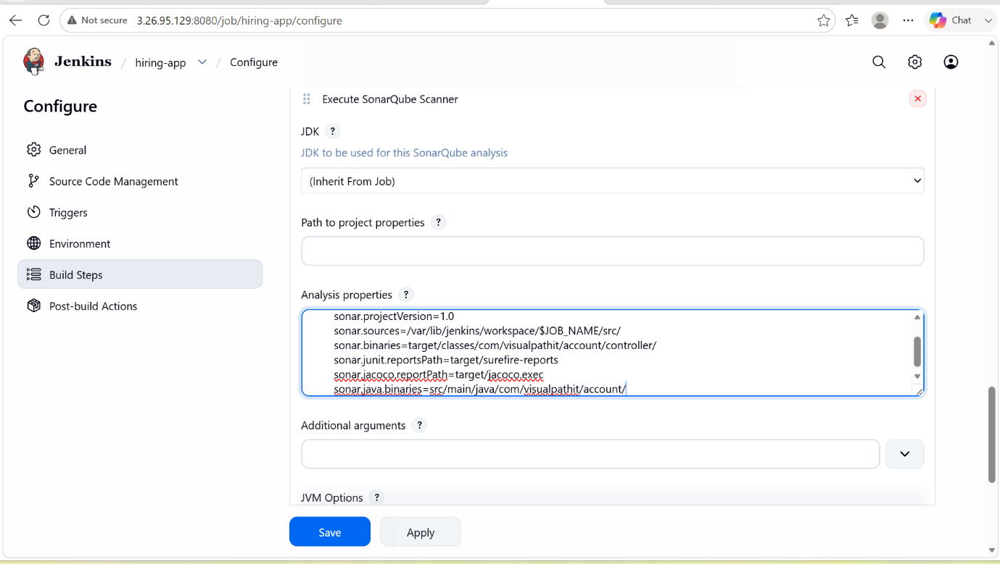 Not secure 3.26.95.129:8080/job/hiring-app/configure Chat
Jenkins / hiring-app / Configure
Configure
General
Source Code Management
Triggers
Environment
Build Steps
Post-build Actions
Execute SonarQube Scanner
JDK ?
JDK to be used for this SonarQube analysis
(Inherit From Job)
Path to project properties ?
Analysis properties ?
sonar.projectVersion=1.0
sonar.sources=/var/lib/jenkins/workspace/$JOB_NAME/src/
sonar.binaries=target/classes/com/visualpathit/account/controller/
sonar.junit.reportsPath=target/surefire-reports
sonar.jacoco.reportPath=target/jacoco.exec
sonar.java.binaries=src/main/java/com/visualpathit/account/
Additional arguments ?
JVM Options ?
Save Apply